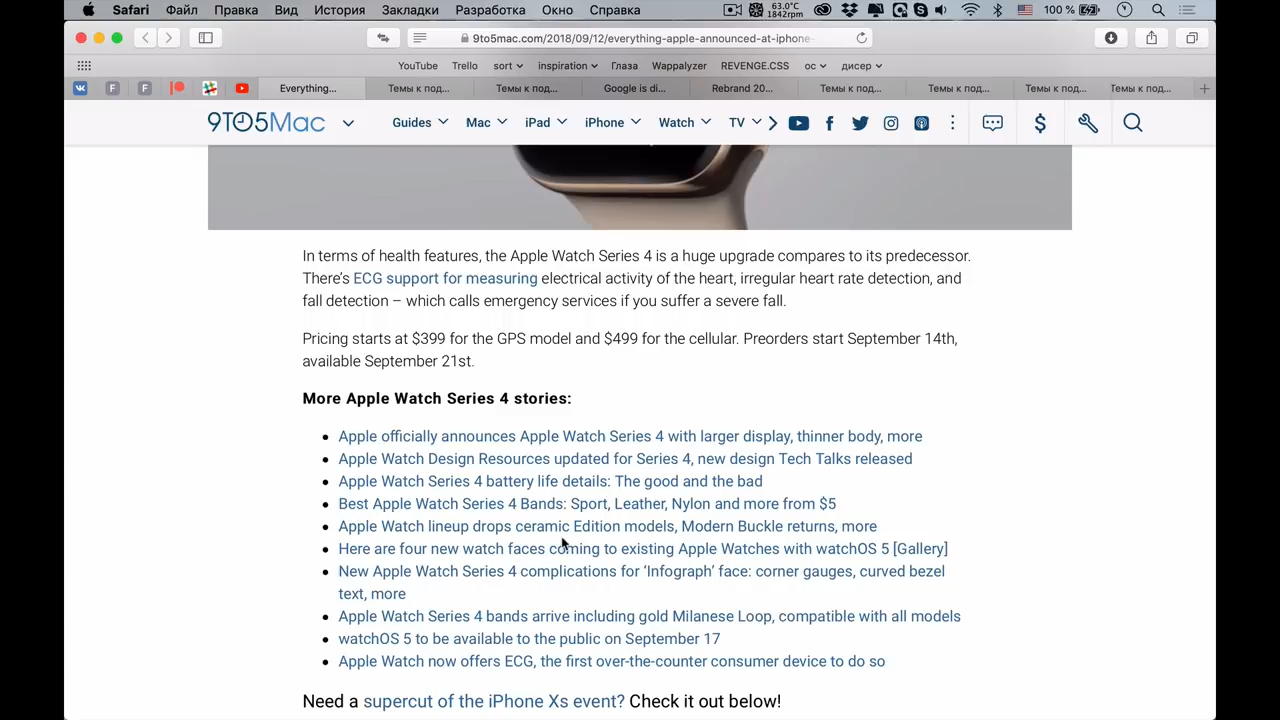 Safari Файл Правка Вид История Закладки Разработка Окно Справка 63.0°C 1842rpm 100 %
9to5mac.com/2018/09/12/everything-apple-announced-at-iphone-
YouTube Trello sort inspiration Глаза Wappalyzer REVENGE.CSS ос дисер
F F Everything... Темы к под... Темы к под... Google is di... Rebrand 20... Темы к под... Темы к под... Темы к под... Темы к под...
9TO5Mac Guides Mac iPad iPhone Watch TV
In terms of health features, the Apple Watch Series 4 is a huge upgrade compares to its predecessor.
There's ECG support for measuring electrical activity of the heart, irregular heart rate detection, and
fall detection – which calls emergency services if you suffer a severe fall.
Pricing starts at $399 for the GPS model and $499 for the cellular. Preorders start September 14th,
available September 21st.
More Apple Watch Series 4 stories:
Apple officially announces Apple Watch Series 4 with larger display, thinner body, more
Apple Watch Design Resources updated for Series 4, new design Tech Talks released
Apple Watch Series 4 battery life details: The good and the bad
Best Apple Watch Series 4 Bands: Sport, Leather, Nylon and more from $5
Apple Watch lineup drops ceramic Edition models, Modern Buckle returns, more
Here are four new watch faces coming to existing Apple Watches with watchOS 5 [Gallery]
New Apple Watch Series 4 complications for ‘Infograph’ face: corner gauges, curved bezel
text, more
Apple Watch Series 4 bands arrive including gold Milanese Loop, compatible with all models
watchOS 5 to be available to the public on September 17
Apple Watch now offers ECG, the first over-the-counter consumer device to do so
Need a supercut of the iPhone Xs event? Check it out below!